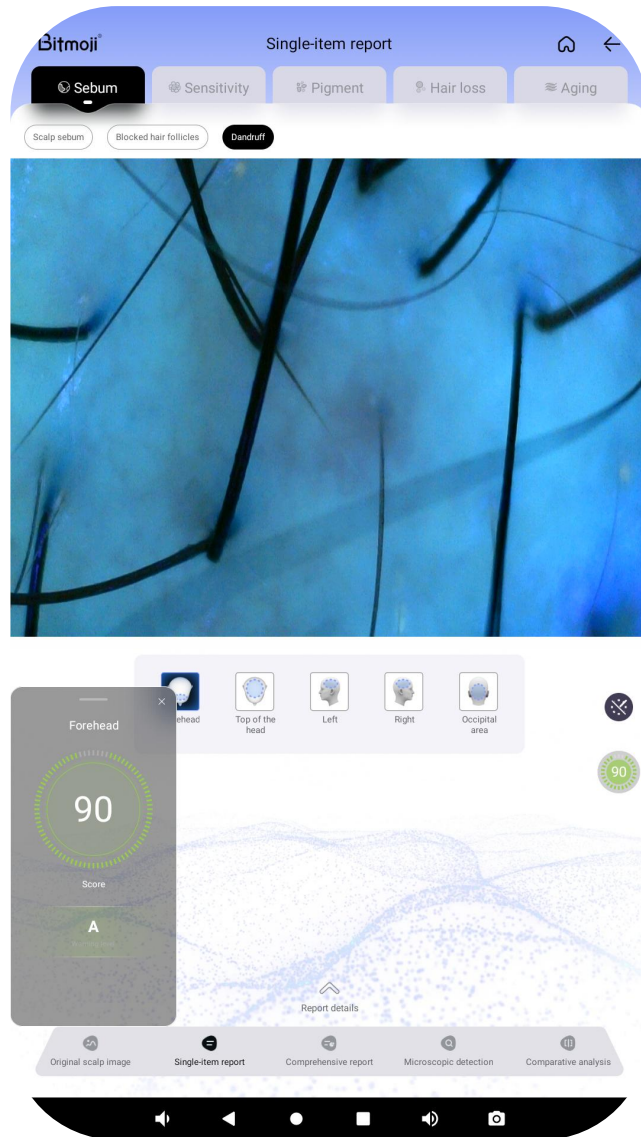 Bitmoji®
Single-item report
Sebum
Sensitivity
Pigment
Hair loss
Aging
Scalp sebum
Blocked hair follicles
Dandruff
ehead
Top of the
head
Left
Right
Occipital
area
Forehead
90
Score
A
90
Report details
Original scalp image
Single-item report
Comprehensive report
Microscopic detection
Comparative analysis